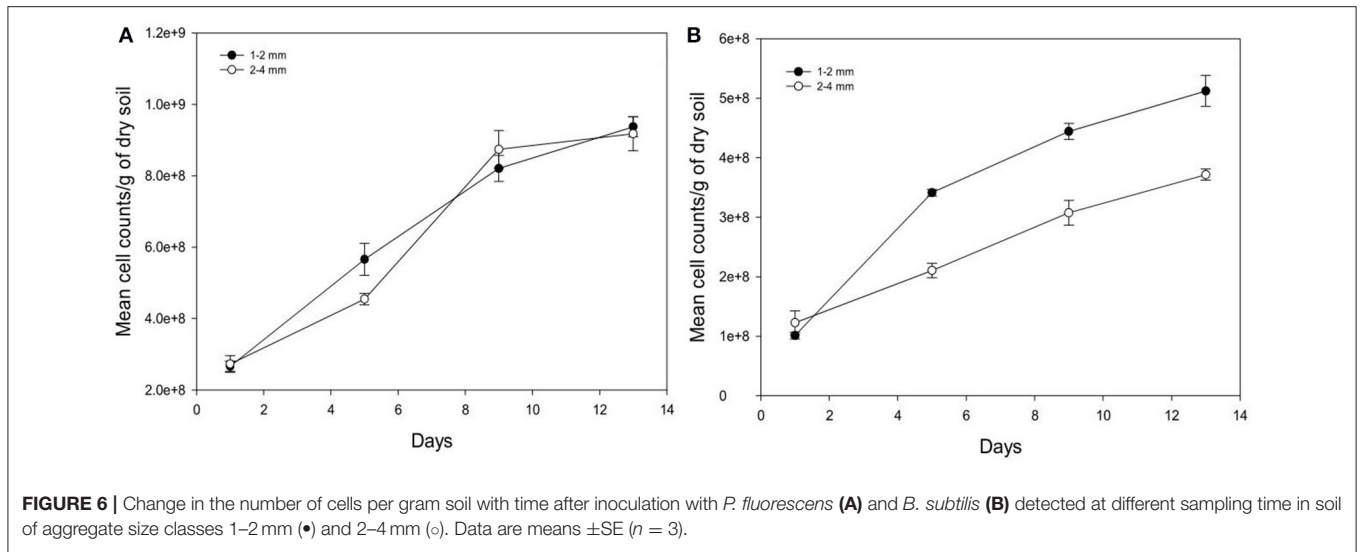 A
Mean cell counts/g of dry soil
1.2e+9
1.0e+9
8.0e+8
6.0e+8
4.0e+8
2.0e+8
1-2 mm
2-4 mm
0 2 4 6 8 10 12 14
Days
B
Mean cell counts/g of dry soil
6e+8
5e+8
4e+8
3e+8
2e+8
1e+8
0
1-2 mm
2-4 mm
0 2 4 6 8 10 12 14
Days
FIGURE 6 | Change in the number of cells per gram soil with time after inoculation with P. fluorescens (A) and B. subtilis (B) detected at different sampling time in soil
of aggregate size classes 1–2 mm (•) and 2–4 mm (○). Data are means ±SE (n = 3).